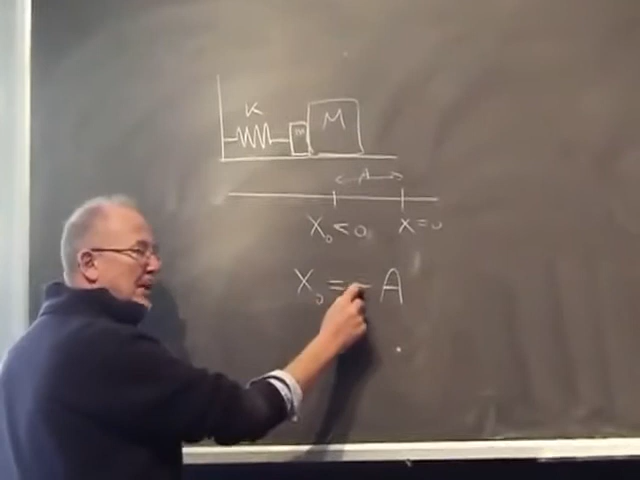 K
m M
A
X₀ < 0 x = 0
X₀ = - A